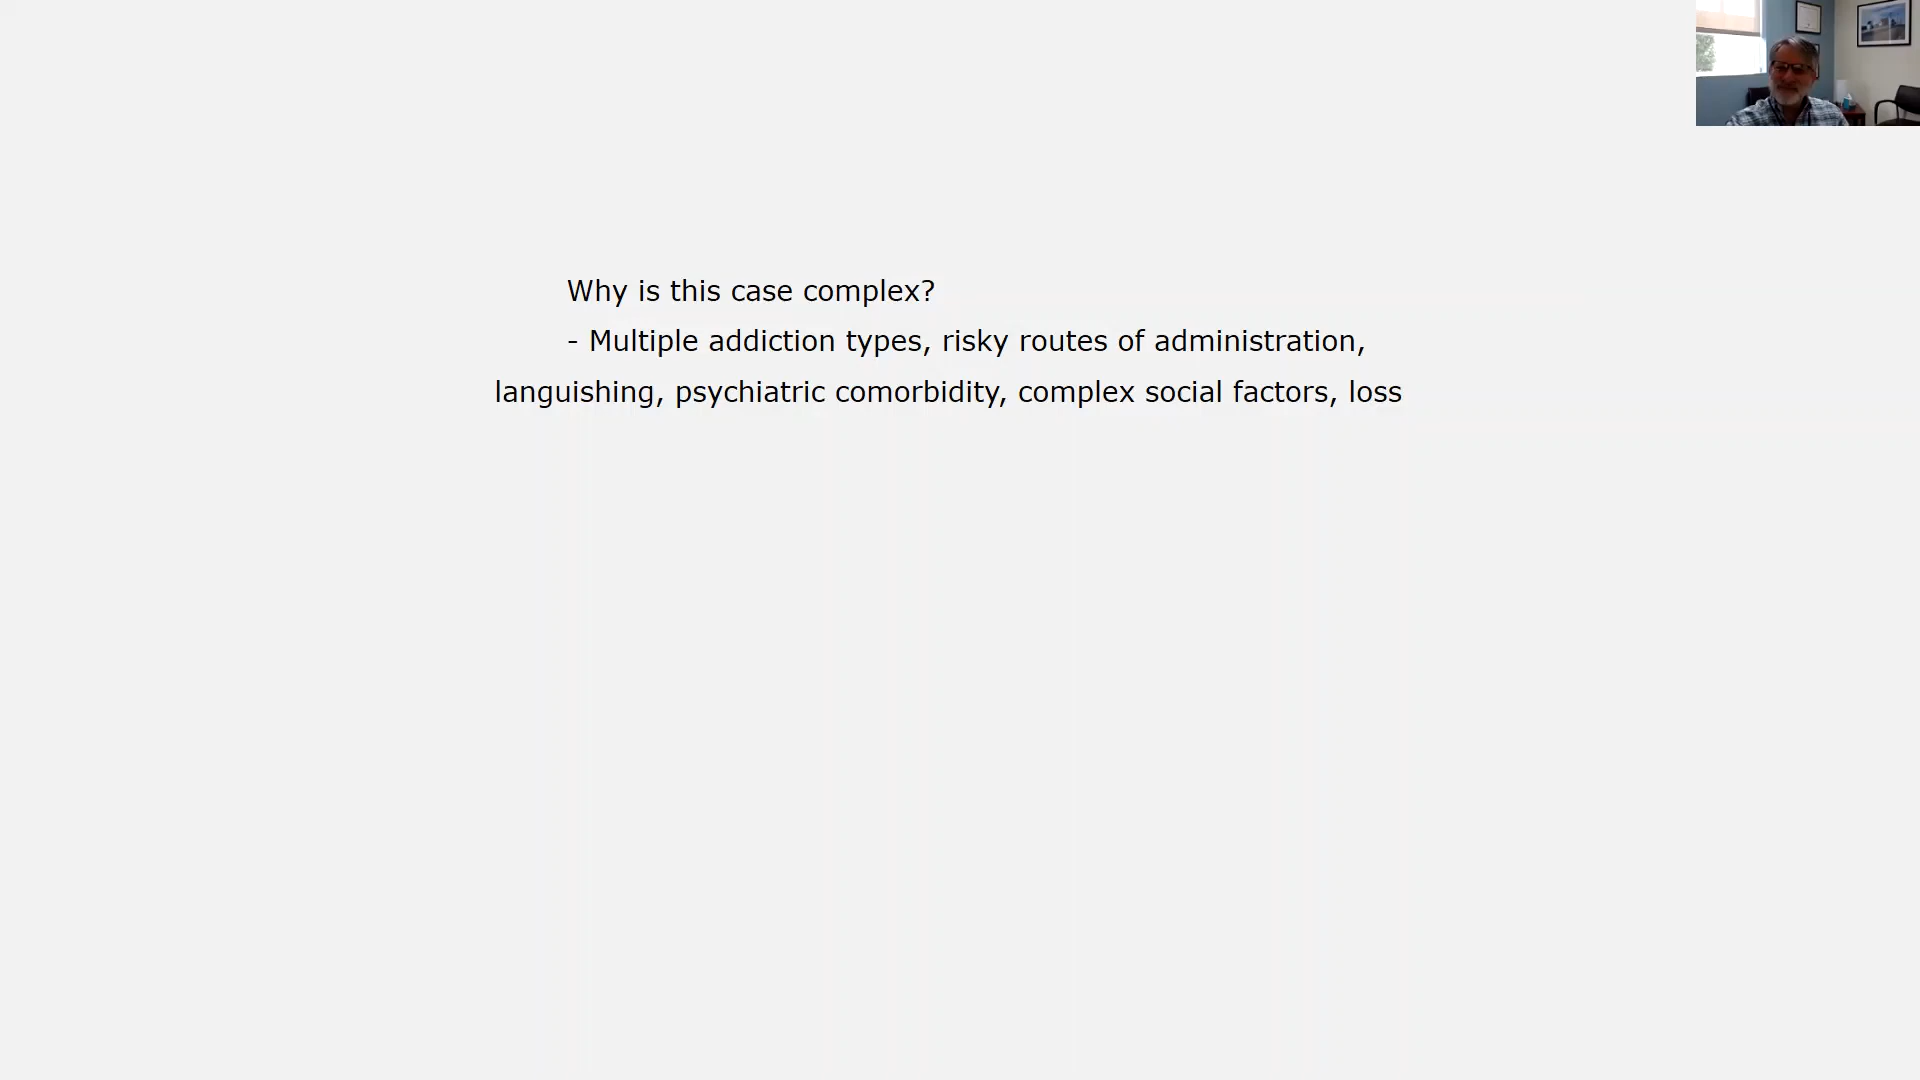 Why is this case complex?
- Multiple addiction types, risky routes of administration,
languishing, psychiatric comorbidity, complex social factors, loss